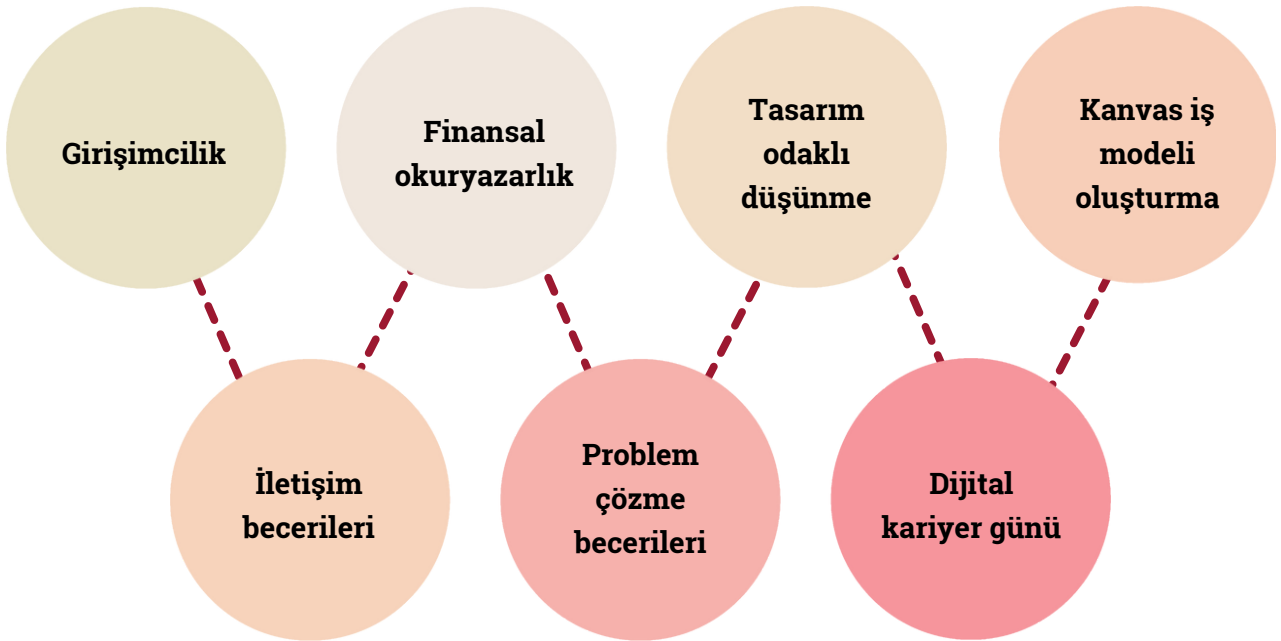 Girişimcilik
İletişim
becerileri
Finansal
okuryazarlık
Problem
çözme
becerileri
Tasarım
odaklı
düşünme
Dijital
kariyer günü
Kanvas iş
modeli
oluşturma